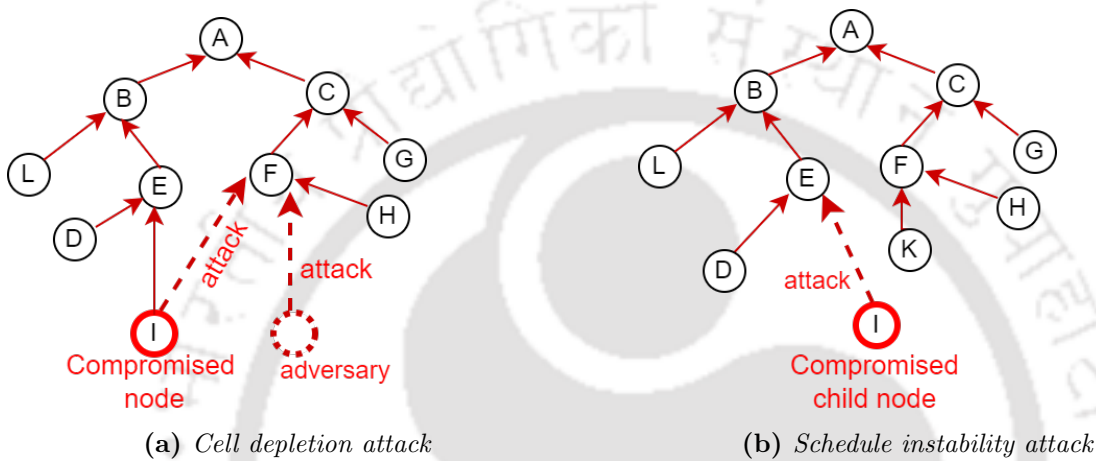 A
B
C
L
E
F
G
D
H
attack
attack
I
adversary
Compromised
node
(a) Cell depletion attack
A
B
C
L
E
F
G
D
K
H
attack
I
Compromised
child node
(b) Schedule instability attack